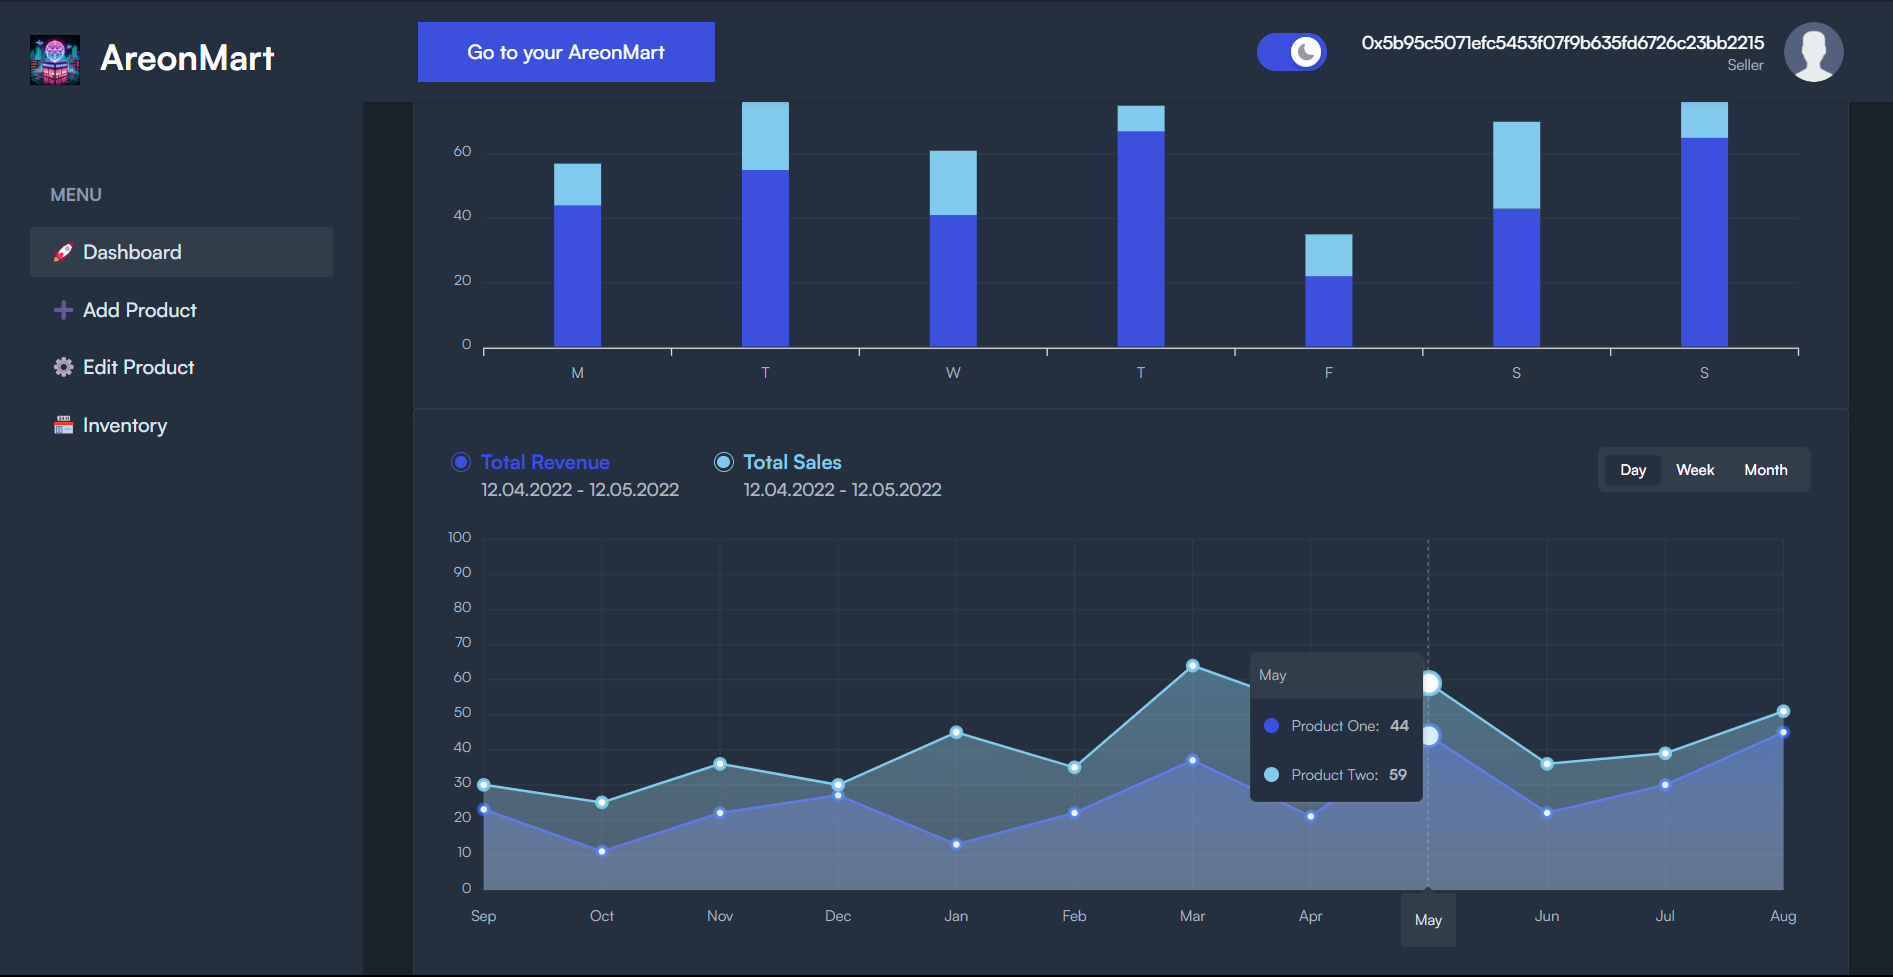 AreonMart
Go to your AreonMart
0x5b95c5071efc5453f07f9b635fd6726c23bb2215
Seller
MENU
Dashboard
Add Product
Edit Product
Inventory
60
40
20
0
M T W T F S S
Total Revenue
12.04.2022 - 12.05.2022
Total Sales
12.04.2022 - 12.05.2022
Day Week Month
100
90
80
70
60
50
40
30
20
10
0
May
Product One: 44
Product Two: 59
Sep Oct Nov Dec Jan Feb Mar Apr May Jun Jul Aug